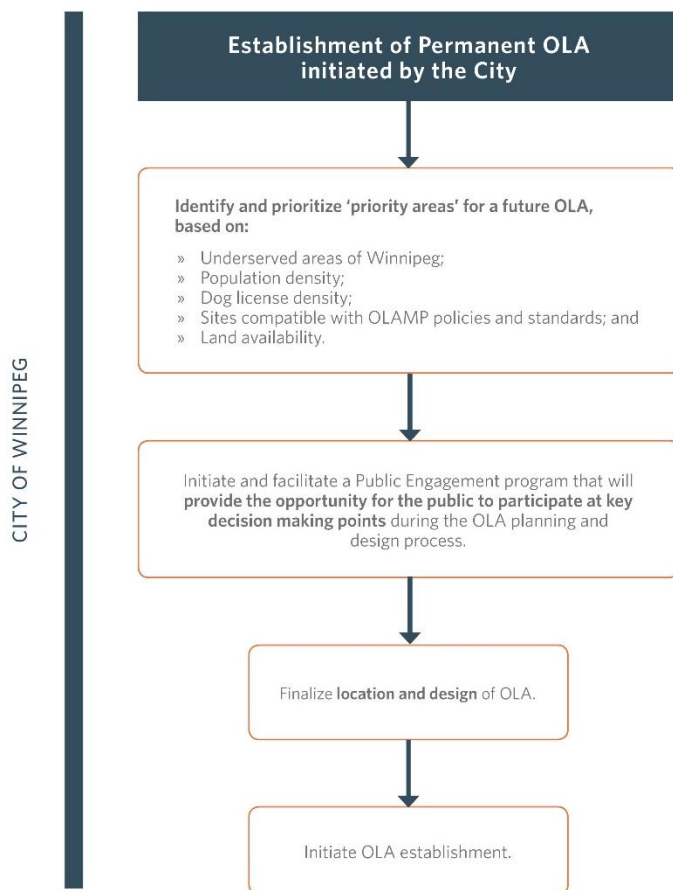 Establishment of Permanent OLA
initiated by the City
CITY OF WINNIPEG
Identify and prioritize ‘priority areas’ for a future OLA,
based on:
» Underserved areas of Winnipeg;
» Population density;
» Dog license density;
» Sites compatible with OLAMP policies and standards; and
» Land availability.
Initiate and facilitate a Public Engagement program that will
provide the opportunity for the public to participate at key
decision making points during the OLA planning and
design process.
Finalize location and design of OLA.
Initiate OLA establishment.